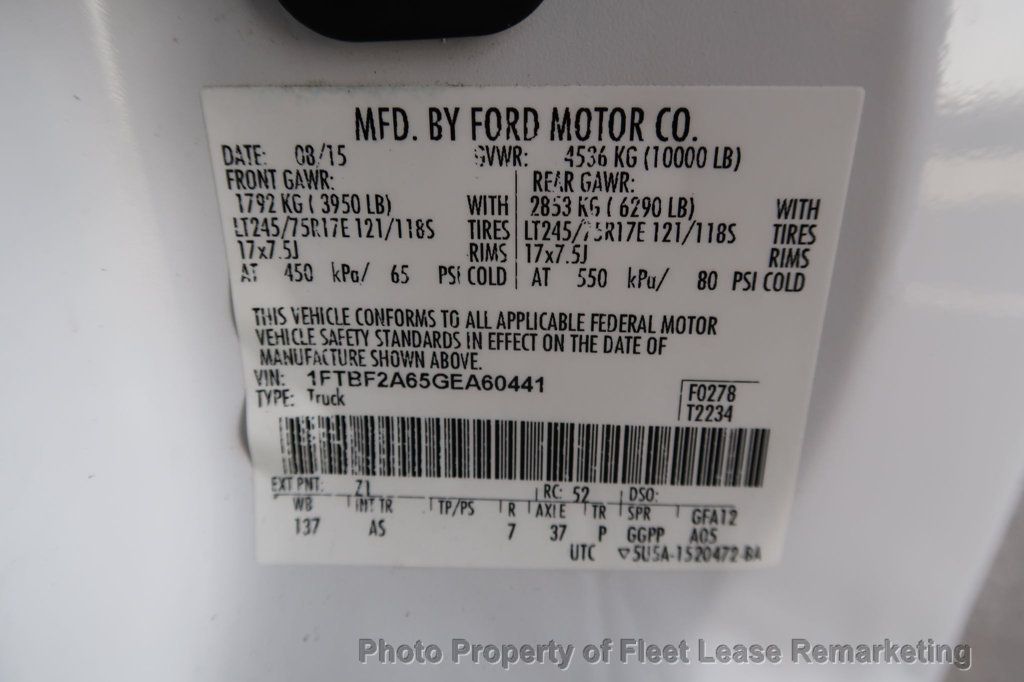 MFD. BY FORD MOTOR CO.
DATE: 08/15 GVWR: 4536 KG (10000 LB)
FRONT GAWR: REAR GAWR:
1792 KG ( 3950 LB) WITH 2853 KG ( 6290 LB) WITH
LT245/75R17E 121/118S TIRES LT245/75R17E 121/118S TIRES
17x7.5J RIMS 17x7.5J RIMS
AT 450 kPa/ 65 PSI COLD AT 550 kPa/ 80 PSI COLD
THIS VEHICLE CONFORMS TO ALL APPLICABLE FEDERAL MOTOR
VEHICLE SAFETY STANDARDS IN EFFECT ON THE DATE OF
MANUFACTURE SHOWN ABOVE.
VIN: 1FTBF2A65GEA60441
TYPE: Truck
F0278
T2234
EXT PNT: Z1 RC: 52 DSO:
WB INT TR TP/PS R AXLE TR SPR GFA12
137 AS 7 37 P GGPP A05
UTC ▽5U5A-1520472-BA
Photo Property of Fleet Lease Remarketing